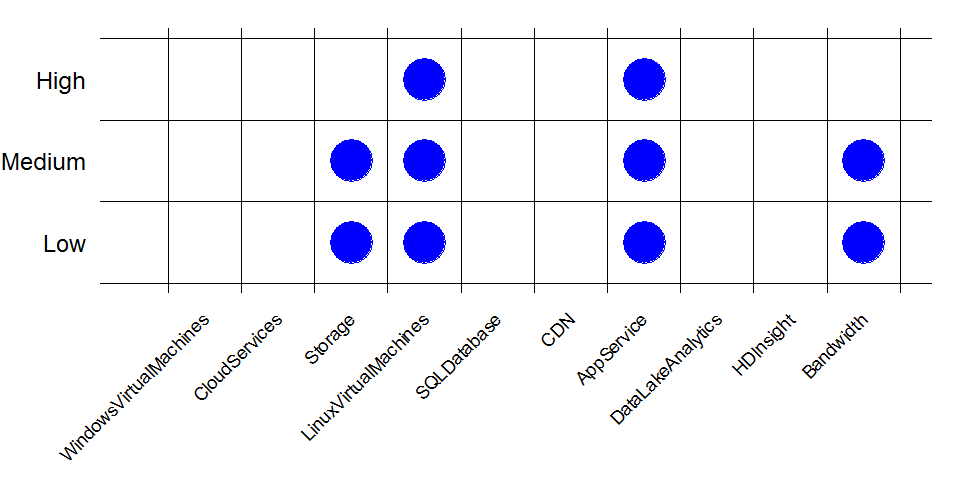 High
Medium
Low
WindowsVirtualMachines
CloudServices
Storage
LinuxVirtualMachines
SQLDatabase
CDN
AppService
DataLakeAnalytics
HDInsight
Bandwidth